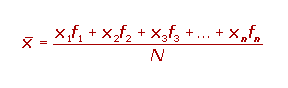 x̄ = (x₁f₁ + x₂f₂ + x₃f₃ + ... + xₙfₙ) / N